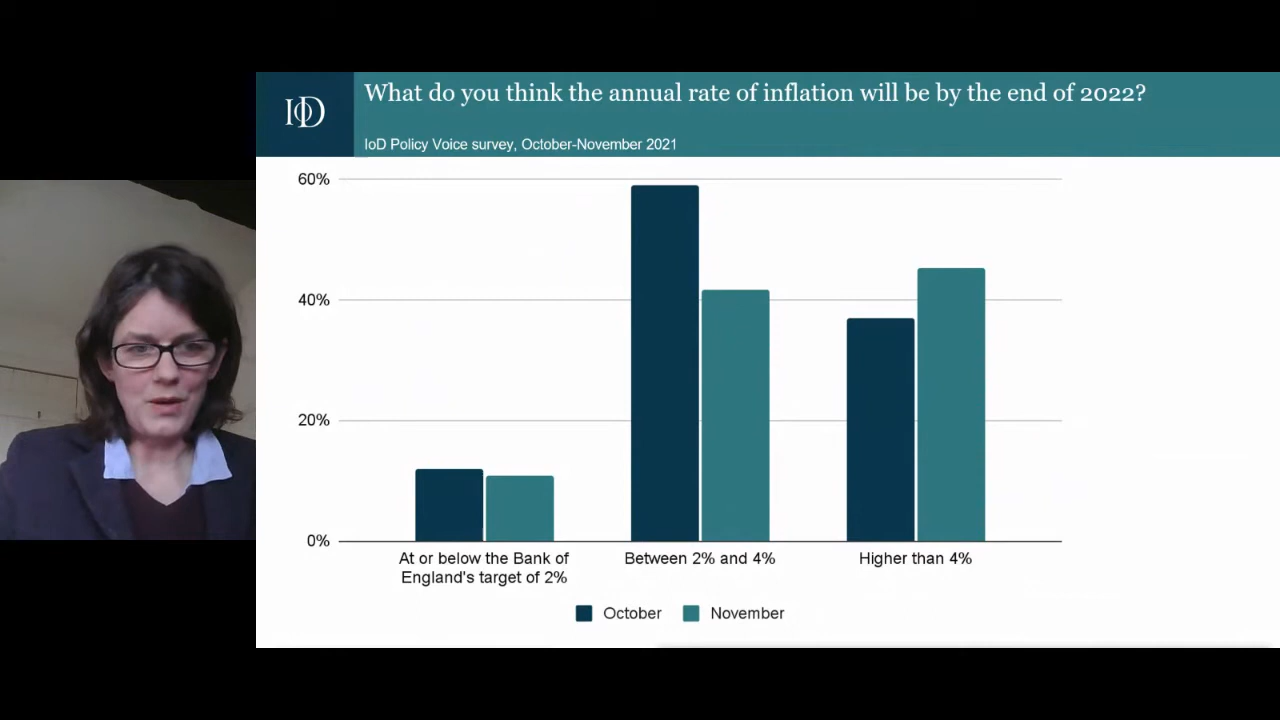 IoD
What do you think the annual rate of inflation will be by the end of 2022?
IoD Policy Voice survey, October-November 2021
60%
40%
20%
0%
At or below the Bank of
England's target of 2%
Between 2% and 4%
Higher than 4%
October
November